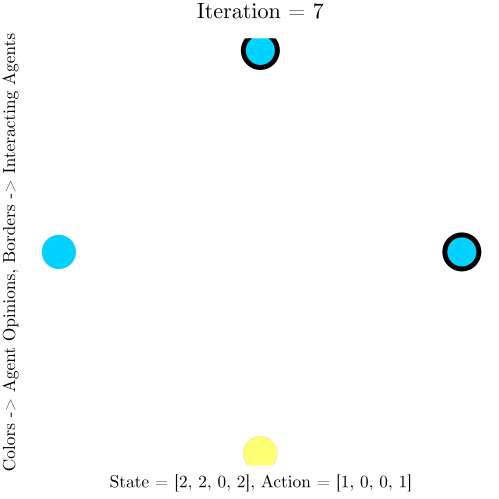 Iteration = 7
Colors -> Agent Opinions, Borders -> Interacting Agents
State = [2, 2, 0, 2], Action = [1, 0, 0, 1]